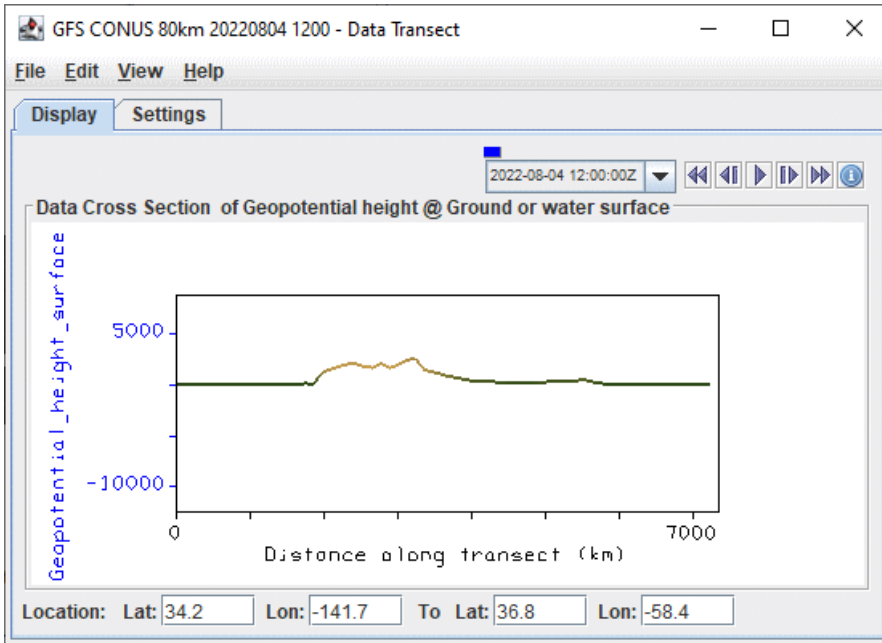 GFS CONUS 80km 20220804 1200 - Data Transect
File Edit View Help
Display Settings
2022-08-04 12:00:00Z
Data Cross Section of Geopotential height @ Ground or water surface
Geopotential_height_surface
5000
-10000
0 7000
Distance along transect (km)
Location: Lat: 34.2 Lon: -141.7 To Lat: 36.8 Lon: -58.4